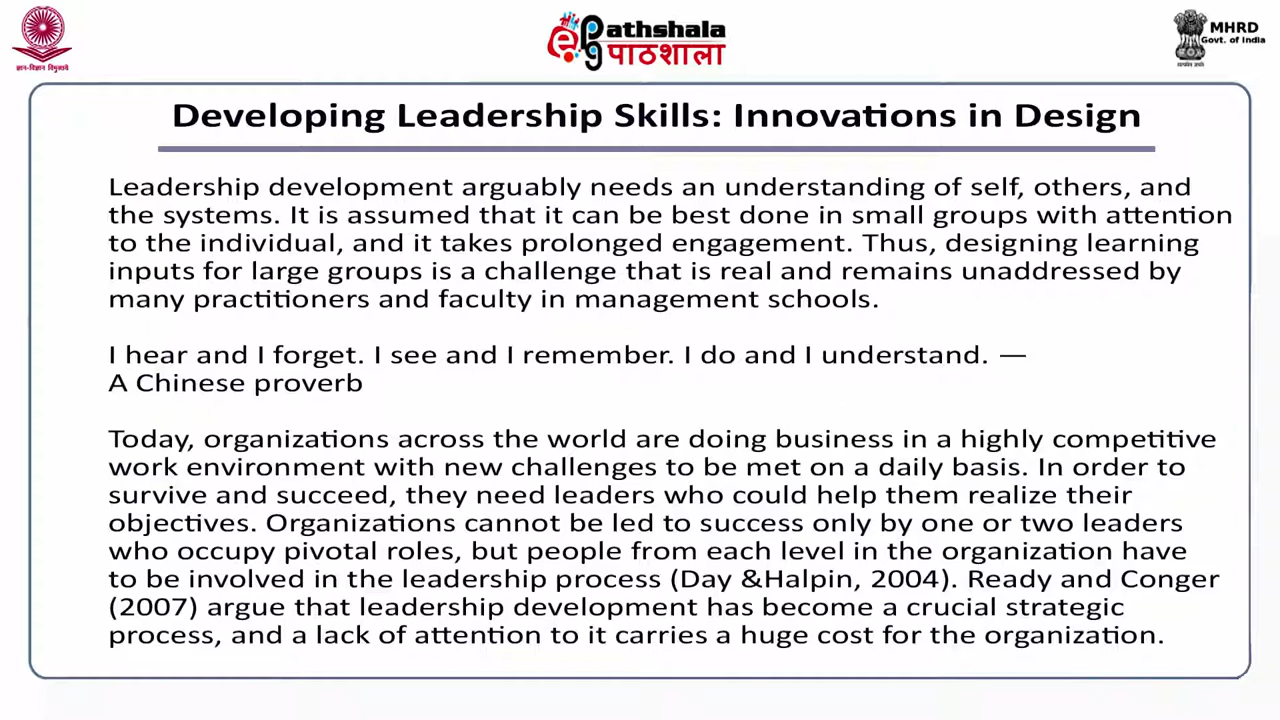 ज्ञान-विज्ञान विमुक्तये
ePG Pathshala
पाठशाला
MHRD
Govt. of India
Developing Leadership Skills: Innovations in Design
Leadership development arguably needs an understanding of self, others, and
the systems. It is assumed that it can be best done in small groups with attention
to the individual, and it takes prolonged engagement. Thus, designing learning
inputs for large groups is a challenge that is real and remains unaddressed by
many practitioners and faculty in management schools.
I hear and I forget. I see and I remember. I do and I understand. —
A Chinese proverb
Today, organizations across the world are doing business in a highly competitive
work environment with new challenges to be met on a daily basis. In order to
survive and succeed, they need leaders who could help them realize their
objectives. Organizations cannot be led to success only by one or two leaders
who occupy pivotal roles, but people from each level in the organization have
to be involved in the leadership process (Day &Halpin, 2004). Ready and Conger
(2007) argue that leadership development has become a crucial strategic
process, and a lack of attention to it carries a huge cost for the organization.